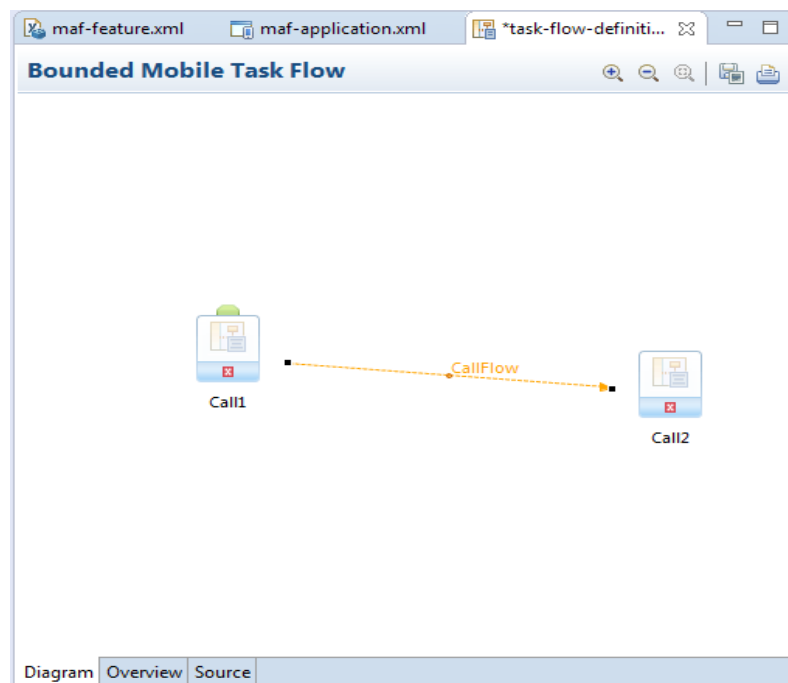 maf-feature.xml maf-application.xml *task-flow-definiti...
Bounded Mobile Task Flow
CallFlow
Call1
Call2
Diagram Overview Source